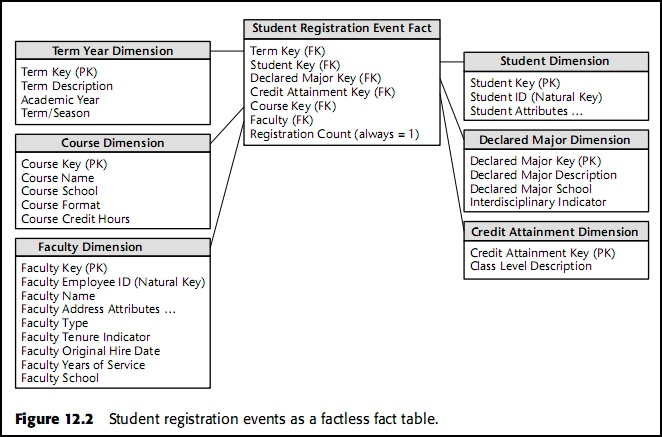 Student Registration Event Fact
Term Key (FK)
Student Key (FK)
Declared Major Key (FK)
Credit Attainment Key (FK)
Course Key (FK)
Faculty (FK)
Registration Count (always = 1)
Term Year Dimension
Term Key (PK)
Term Description
Academic Year
Term/Season
Course Dimension
Course Key (PK)
Course Name
Course School
Course Format
Course Credit Hours
Faculty Dimension
Faculty Key (PK)
Faculty Employee ID (Natural Key)
Faculty Name
Faculty Address Attributes ...
Faculty Type
Faculty Tenure Indicator
Faculty Original Hire Date
Faculty Years of Service
Faculty School
Student Dimension
Student Key (PK)
Student ID (Natural Key)
Student Attributes ...
Declared Major Dimension
Declared Major Key (PK)
Declared Major Description
Declared Major School
Interdisciplinary Indicator
Credit Attainment Dimension
Credit Attainment Key (PK)
Class Level Description
Figure 12.2 Student registration events as a factless fact table.